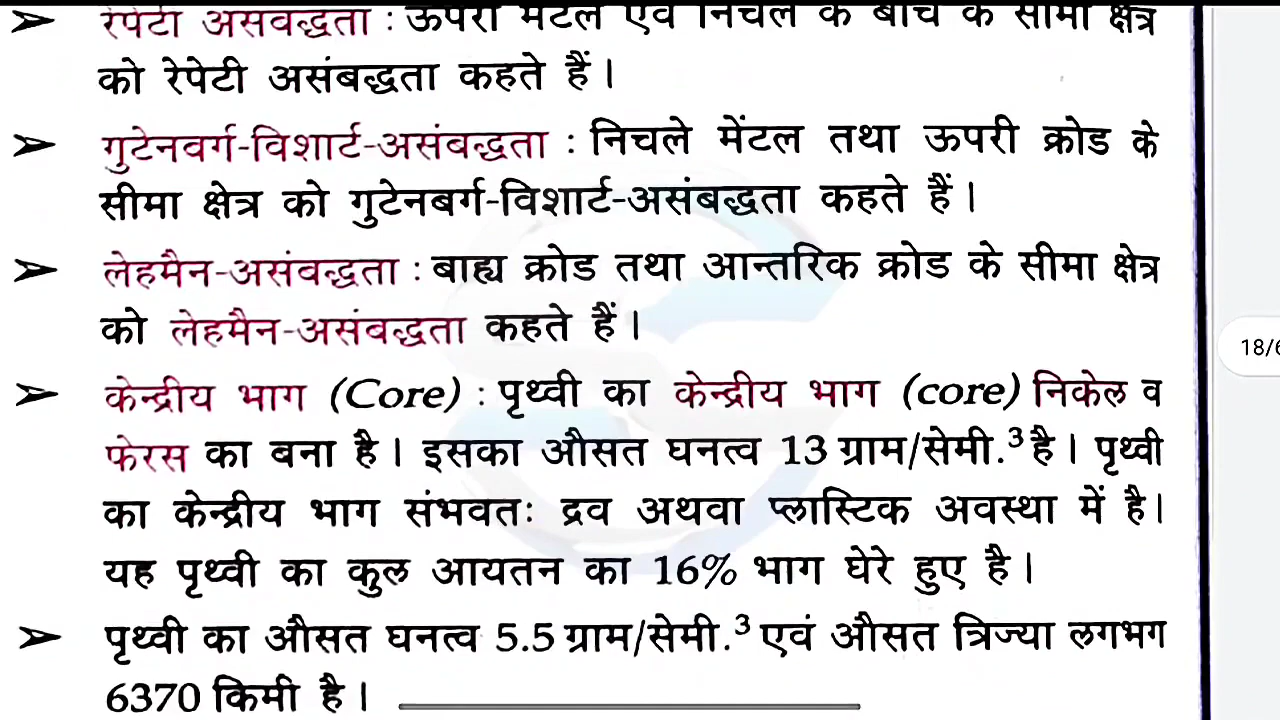 ➢ रेपेटी असंबद्धता : ऊपरी मेंटल एवं निचले के बीच के सीमा क्षेत्र
को रेपेटी असंबद्धता कहते हैं।
➢ गुटेनवर्ग-विशार्ट-असंबद्धता : निचले मेंटल तथा ऊपरी क्रोड के
सीमा क्षेत्र को गुटेनबर्ग-विशार्ट-असंबद्धता कहते हैं।
➢ लेहमैन-असंवद्धता : बाह्य क्रोड तथा आन्तरिक क्रोड के सीमा क्षेत्र
को लेहमैन-असंबद्धता कहते हैं।
18/6
➢ केन्द्रीय भाग (Core) : पृथ्वी का केन्द्रीय भाग (core) निकेल व
फेरस का बना है। इसका औसत घनत्व 13 ग्राम/सेमी.³ है। पृथ्वी
का केन्द्रीय भाग संभवतः द्रव अथवा प्लास्टिक अवस्था में है।
यह पृथ्वी का कुल आयतन का 16% भाग घेरे हुए है।
➢ पृथ्वी का औसत घनत्व 5.5 ग्राम/सेमी.³ एवं औसत त्रिज्या लगभग
6370 किमी है।